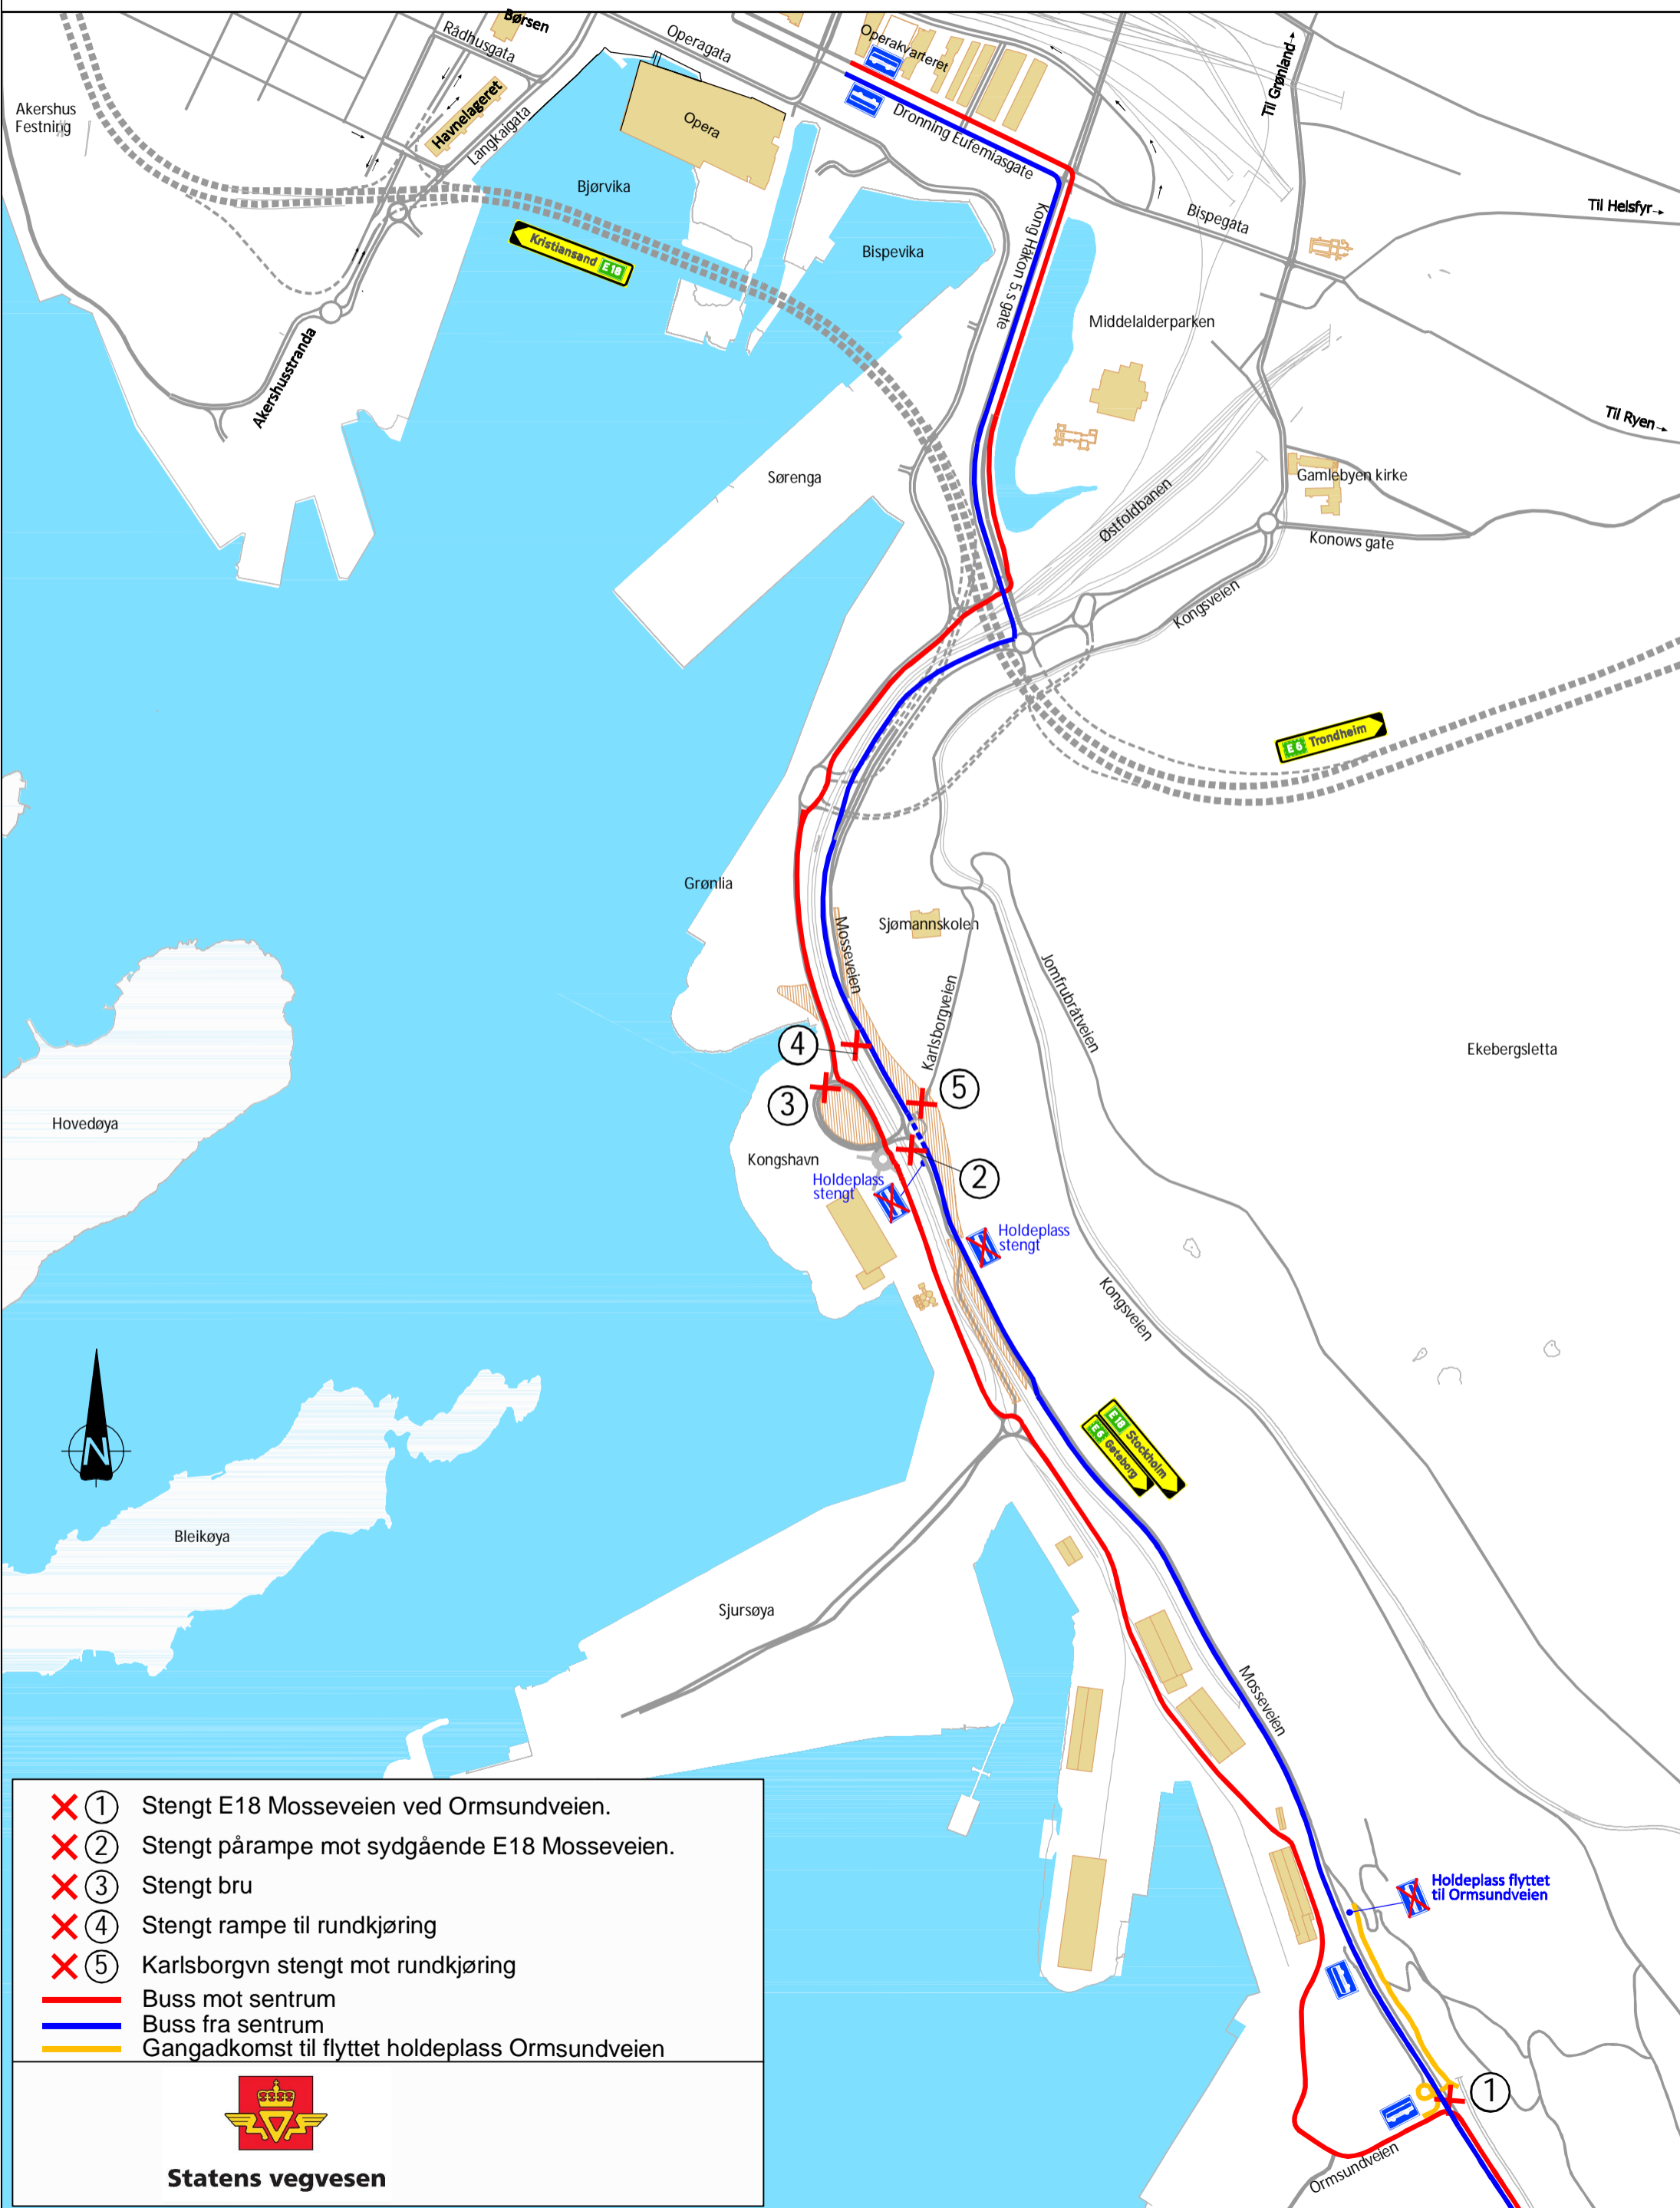 Børsen
Rådhusgata
Operagata
Operakvarteret
Til Grønland
Akershus
Festning
Havnelageret
Langkaigata
Opera
Dronning Eufemiasgate
Bjørvika
Kristiansand E18
Bispevika
Kong Håkon 5.s gate
Bispegata
Til Helsfyr
Middelalderparken
Akershusstranda
Til Ryen
Sørenga
Østfoldbanen
Gamlebyen kirke
Konows gate
Kongsveien
E6 Trondheim
Grønlia
Mosseveien
Sjømannskolen
Karlsborgveien
Jomfrubråtveien
Ekebergsletta
4
5
3
Hovedøya
Kongshavn
2
Holdeplass
stengt
Holdeplass
stengt
Kongsveien
E18 Stockholm
E6 Gøteborg
N
Bleikøya
Sjursøya
Mosseveien
Holdeplass flyttet
til Ormsundveien
1
Ormsundveien
1 Stengt E18 Mosseveien ved Ormsundveien.
2 Stengt pårampe mot sydgående E18 Mosseveien.
3 Stengt bru
4 Stengt rampe til rundkjøring
5 Karlsborgvn stengt mot rundkjøring
Buss mot sentrum
Buss fra sentrum
Gangadkomst til flyttet holdeplass Ormsundveien
Statens vegvesen